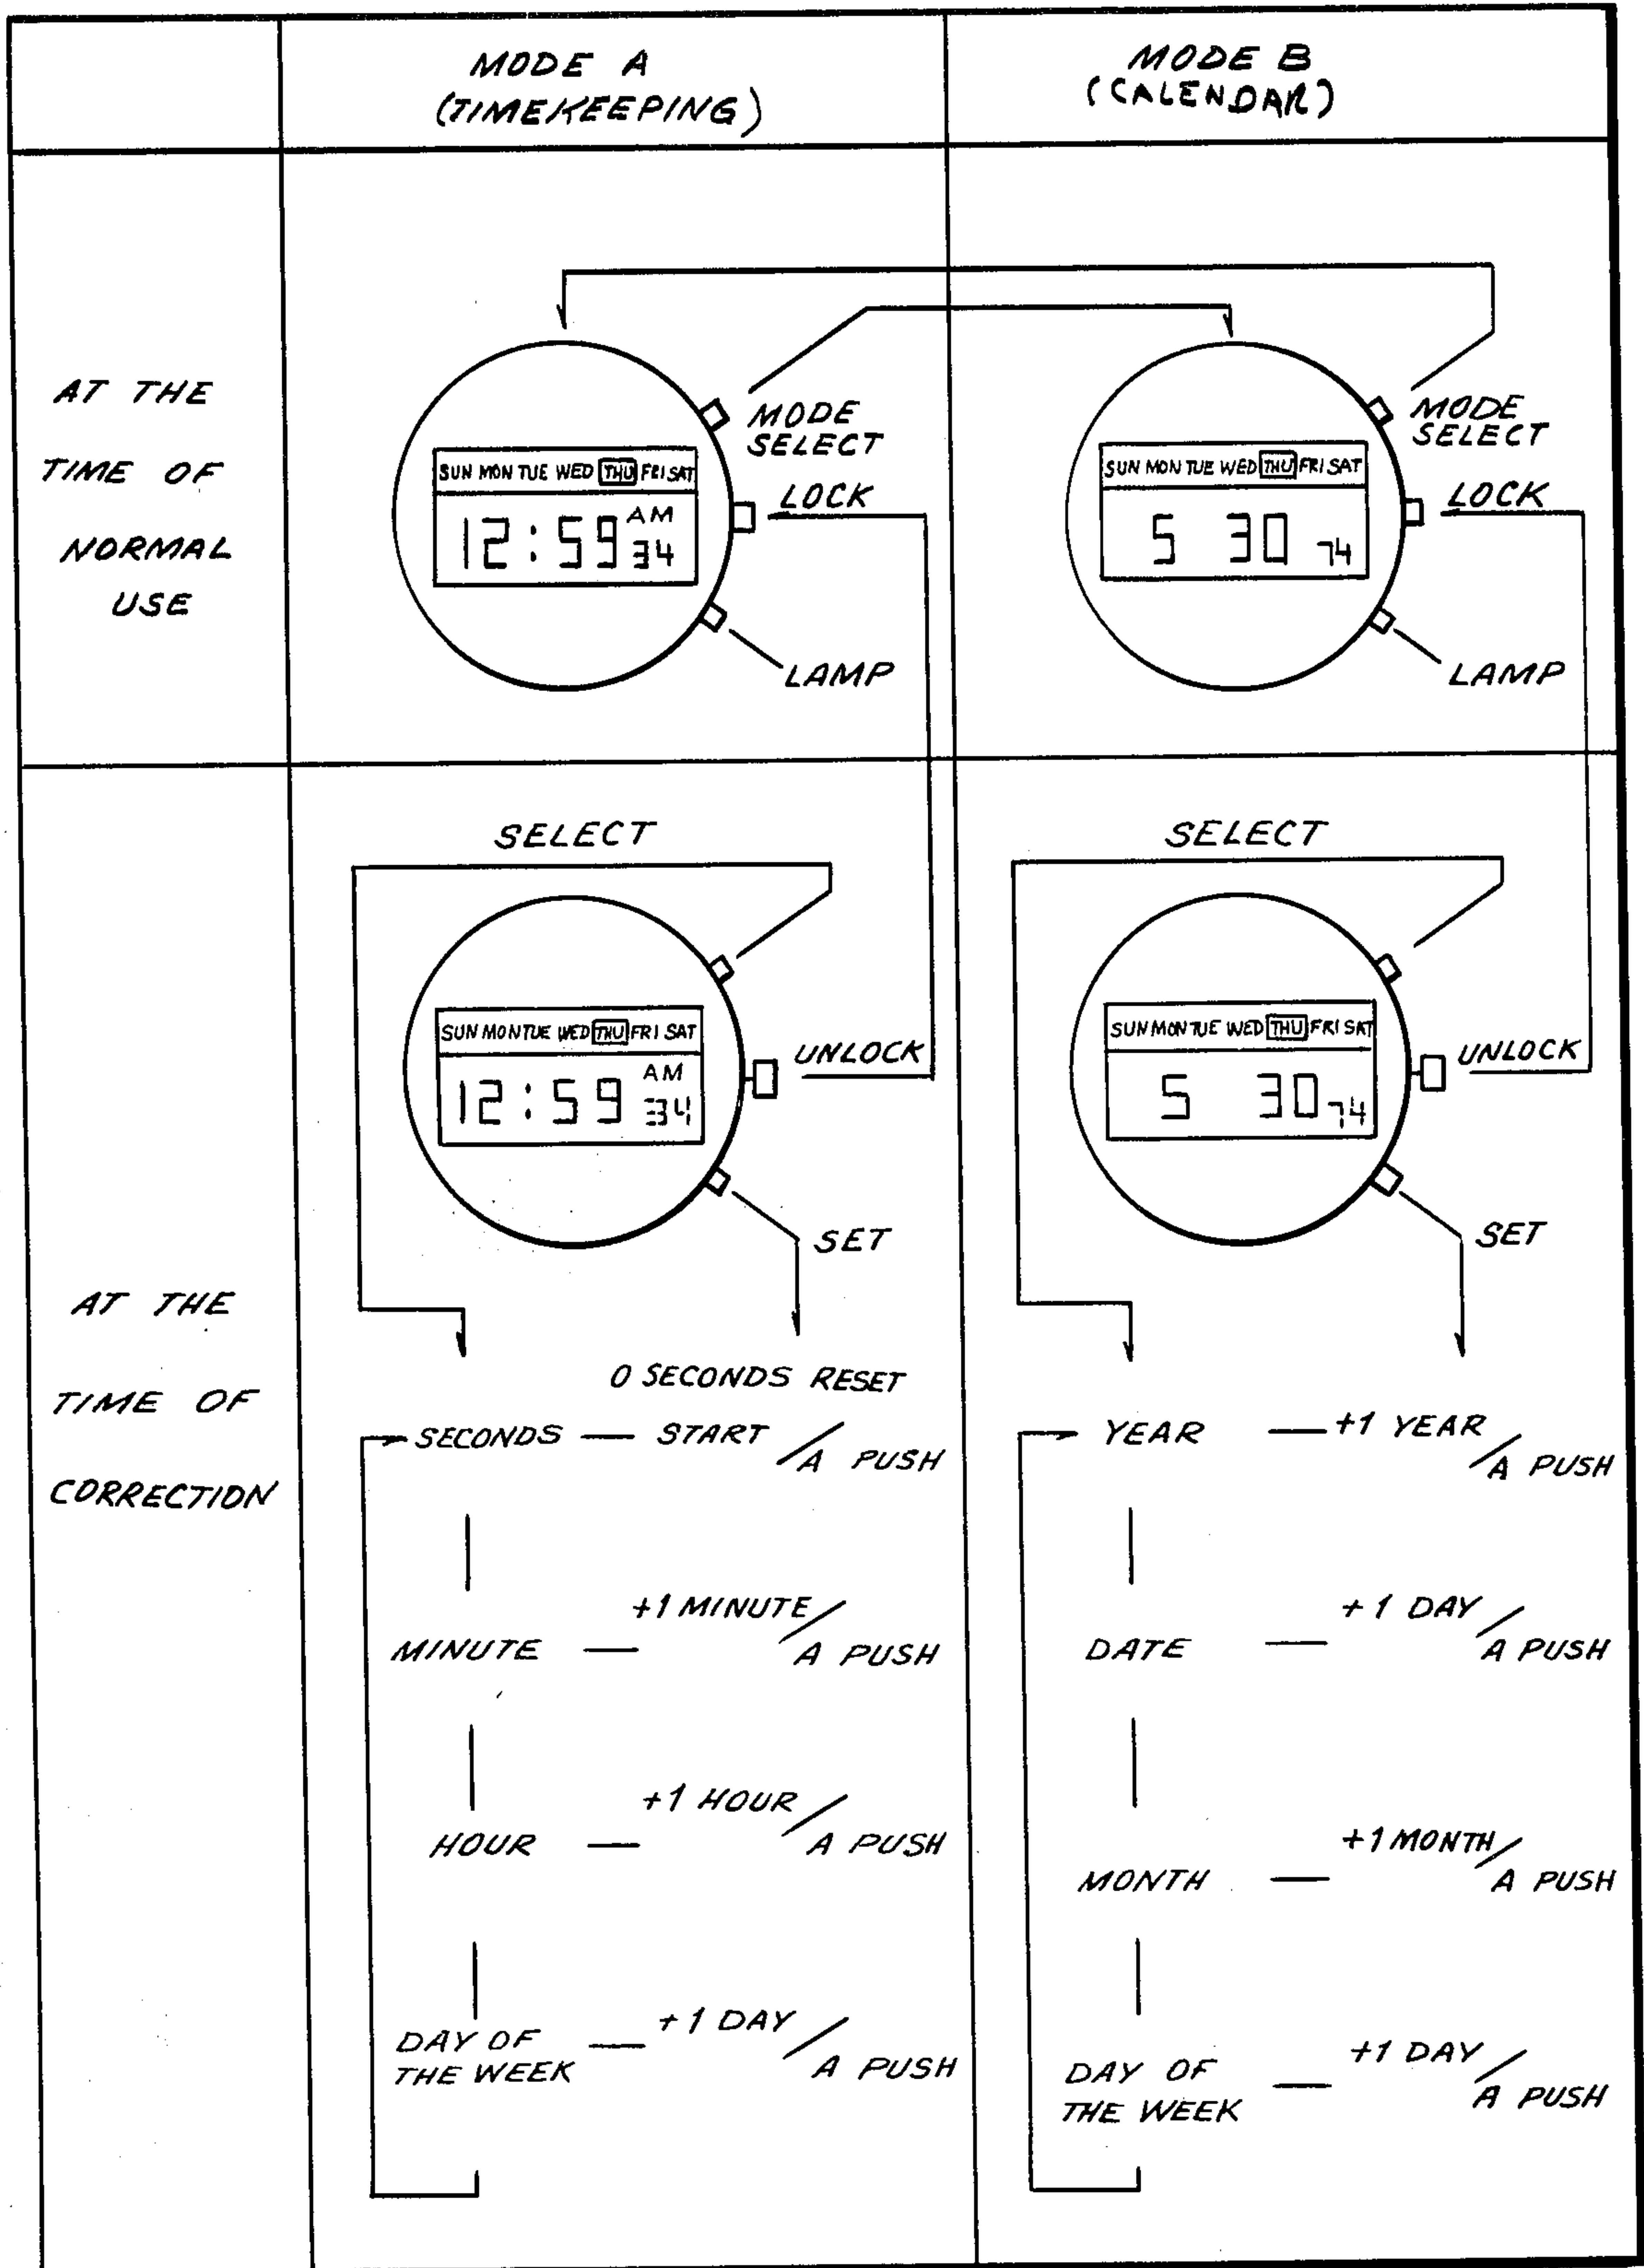 MODE A
(TIMEKEEPING)
MODE B
(CALENDAR)
AT THE
TIME OF
NORMAL
USE
MODE
SELECT
SUN MON TUE WED THU FRI SAT
12:59 AM
34
LOCK
LAMP
MODE
SELECT
SUN MON TUE WED THU FRI SAT
5 30 74
LOCK
LAMP
AT THE
TIME OF
CORRECTION
SELECT
SUN MON TUE WED THU FRI SAT
12:59 AM
34
UNLOCK
SET
0 SECONDS RESET
SECONDS — START / A PUSH
MINUTE — +1 MINUTE / A PUSH
HOUR — +1 HOUR / A PUSH
DAY OF
THE WEEK — +1 DAY / A PUSH
SELECT
SUN MON TUE WED THU FRI SAT
5 30 74
UNLOCK
SET
YEAR — +1 YEAR / A PUSH
DATE — +1 DAY / A PUSH
MONTH — +1 MONTH / A PUSH
DAY OF
THE WEEK — +1 DAY / A PUSH